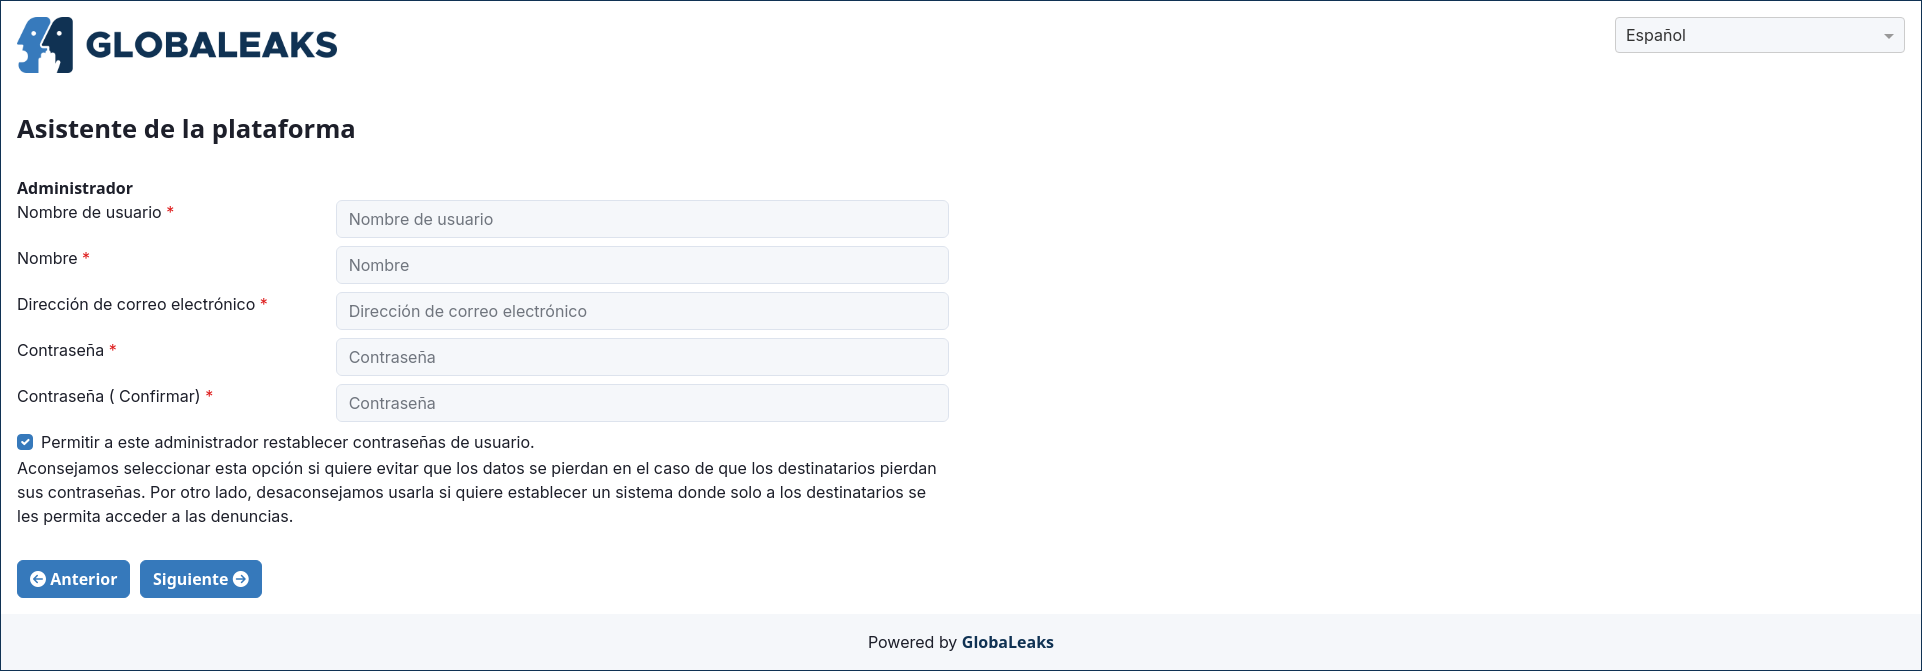 GLOBALEAKS
Español
Asistente de la plataforma
Administrador
Nombre de usuario *
Nombre de usuario
Nombre *
Nombre
Dirección de correo electrónico *
Dirección de correo electrónico
Contraseña *
Contraseña
Contraseña ( Confirmar) *
Contraseña
Permitir a este administrador restablecer contraseñas de usuario.
Aconsejamos seleccionar esta opción si quiere evitar que los datos se pierdan en el caso de que los destinatarios pierdan
sus contraseñas. Por otro lado, desaconsejamos usarla si quiere establecer un sistema donde solo a los destinatarios se
les permita acceder a las denuncias.
Anterior
Siguiente
Powered by GlobaLeaks